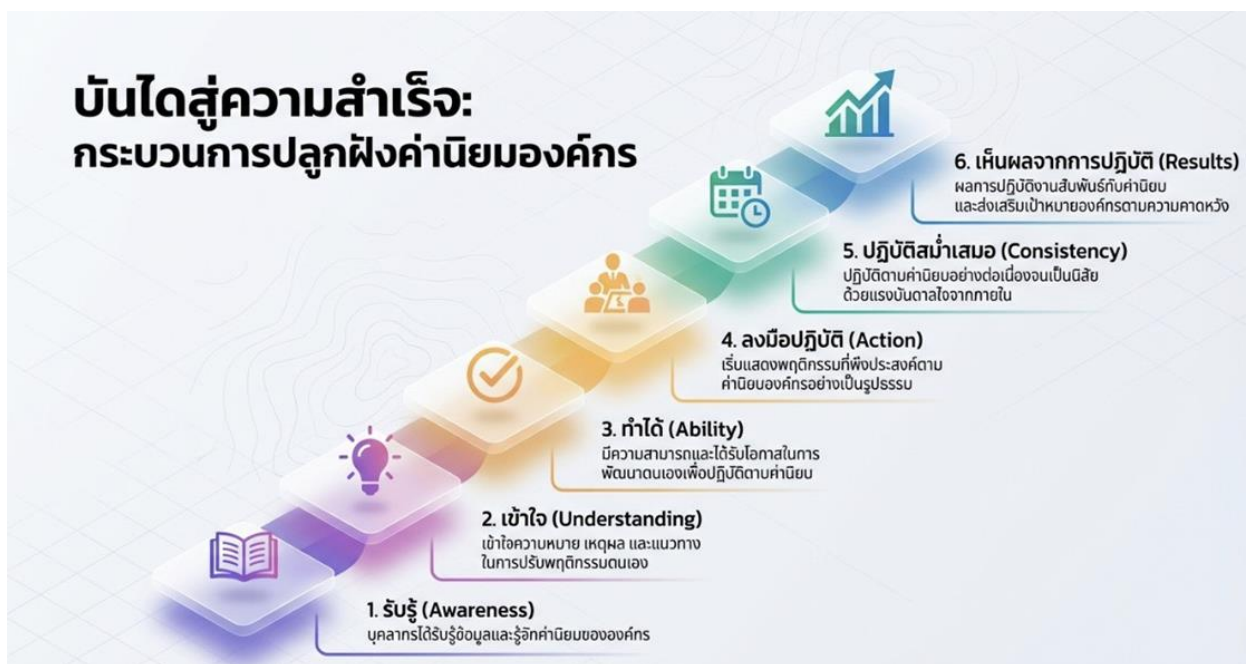 บันไดสู่ความสำเร็จ:
กระบวนการปลูกฝังค่านิยมองค์กร
6. เห็นผลจากการปฏิบัติ (Results)
ผลการปฏิบัติงานสัมพันธ์กับค่านิยม
และส่งเสริมเป้าหมายองค์กรตามความคาดหวัง
5. ปฏิบัติสม่ำเสมอ (Consistency)
ปฏิบัติตามค่านิยมอย่างต่อเนื่องจนเป็นนิสัย
ด้วยแรงบันดาลใจจากภายใน
4. ลงมือปฏิบัติ (Action)
เริ่มแสดงพฤติกรรมที่พึงประสงค์ตาม
ค่านิยมองค์กรอย่างเป็นรูปธรรม
3. ทำได้ (Ability)
มีความสามารถและได้รับโอกาสในการ
พัฒนาตนเองเพื่อปฏิบัติตามค่านิยม
2. เข้าใจ (Understanding)
เข้าใจความหมาย เหตุผล และแนวทาง
ในการปรับพฤติกรรมตนเอง
1. รับรู้ (Awareness)
บุคลากรได้รับรู้ข้อมูลและรู้จักค่านิยมขององค์กร